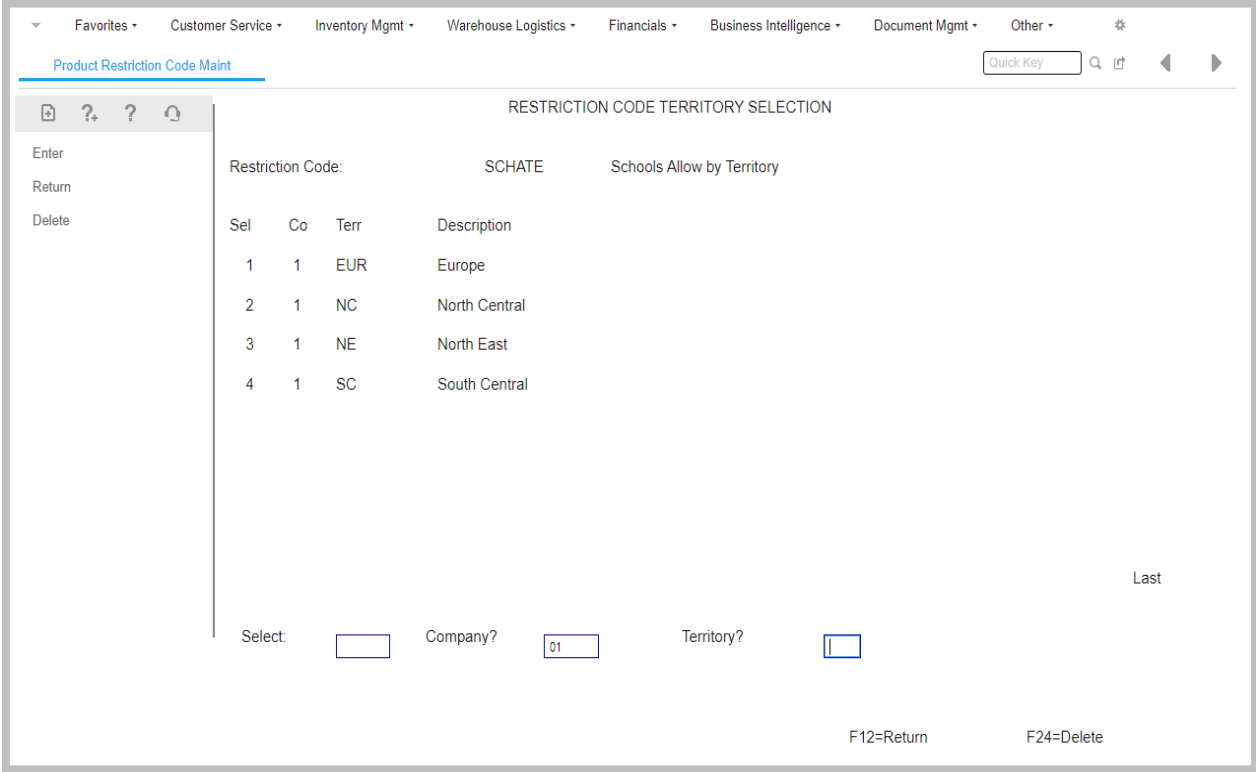 Favorites Customer Service Inventory Mgmt Warehouse Logistics Financials Business Intelligence Document Mgmt Other
Product Restriction Code Maint Quick Key
RESTRICTION CODE TERRITORY SELECTION
Enter
Return
Delete
Restriction Code: SCHATE Schools Allow by Territory
Sel Co Terr Description
1 1 EUR Europe
2 1 NC North Central
3 1 NE North East
4 1 SC South Central
Last
Select: Company? 01 Territory?
F12=Return F24=Delete